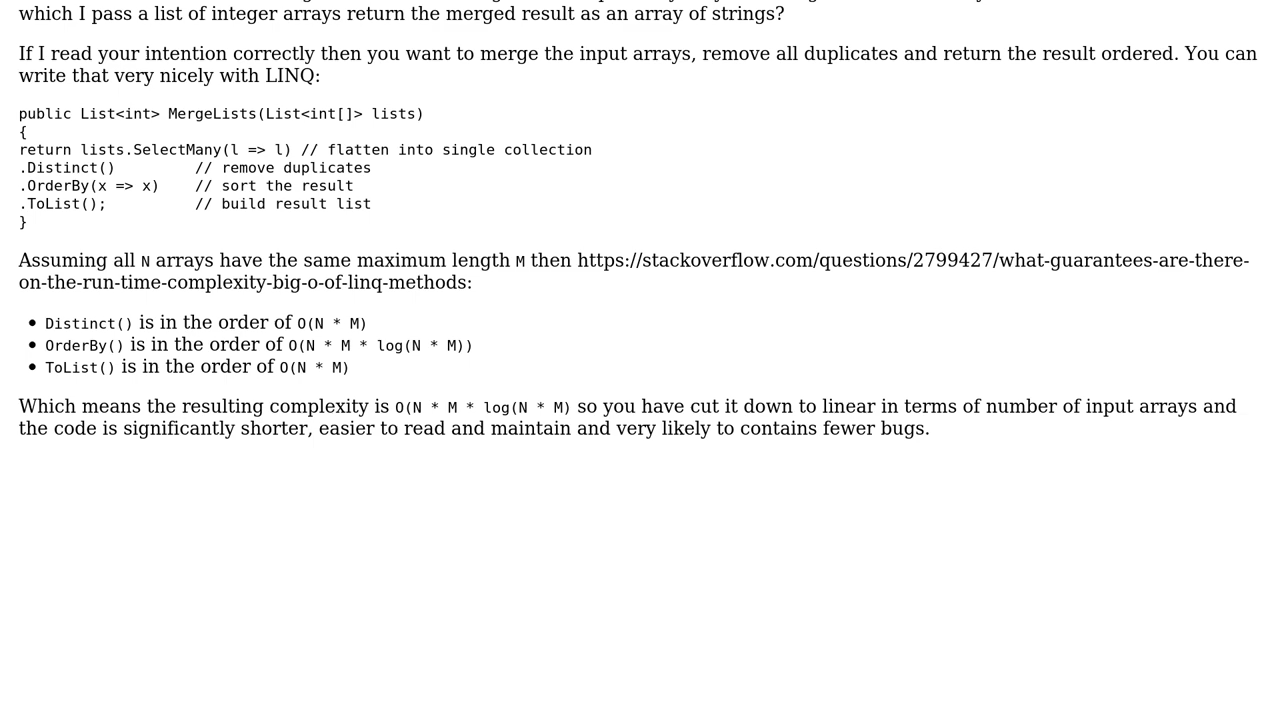 which I pass a list of integer arrays return the merged result as an array of strings?
If I read your intention correctly then you want to merge the input arrays, remove all duplicates and return the result ordered. You can
write that very nicely with LINQ:
public List<int> MergeLists(List<int[]> lists)
{
return lists.SelectMany(l => l) // flatten into single collection
.Distinct()         // remove duplicates
.OrderBy(x => x)    // sort the result
.ToList();          // build result list
}
Assuming all N arrays have the same maximum length M then https://stackoverflow.com/questions/2799427/what-guarantees-are-there-
on-the-run-time-complexity-big-o-of-linq-methods:
• Distinct() is in the order of O(N * M)
• OrderBy() is in the order of O(N * M * log(N * M))
• ToList() is in the order of O(N * M)
Which means the resulting complexity is O(N * M * log(N * M) so you have cut it down to linear in terms of number of input arrays and
the code is significantly shorter, easier to read and maintain and very likely to contains fewer bugs.